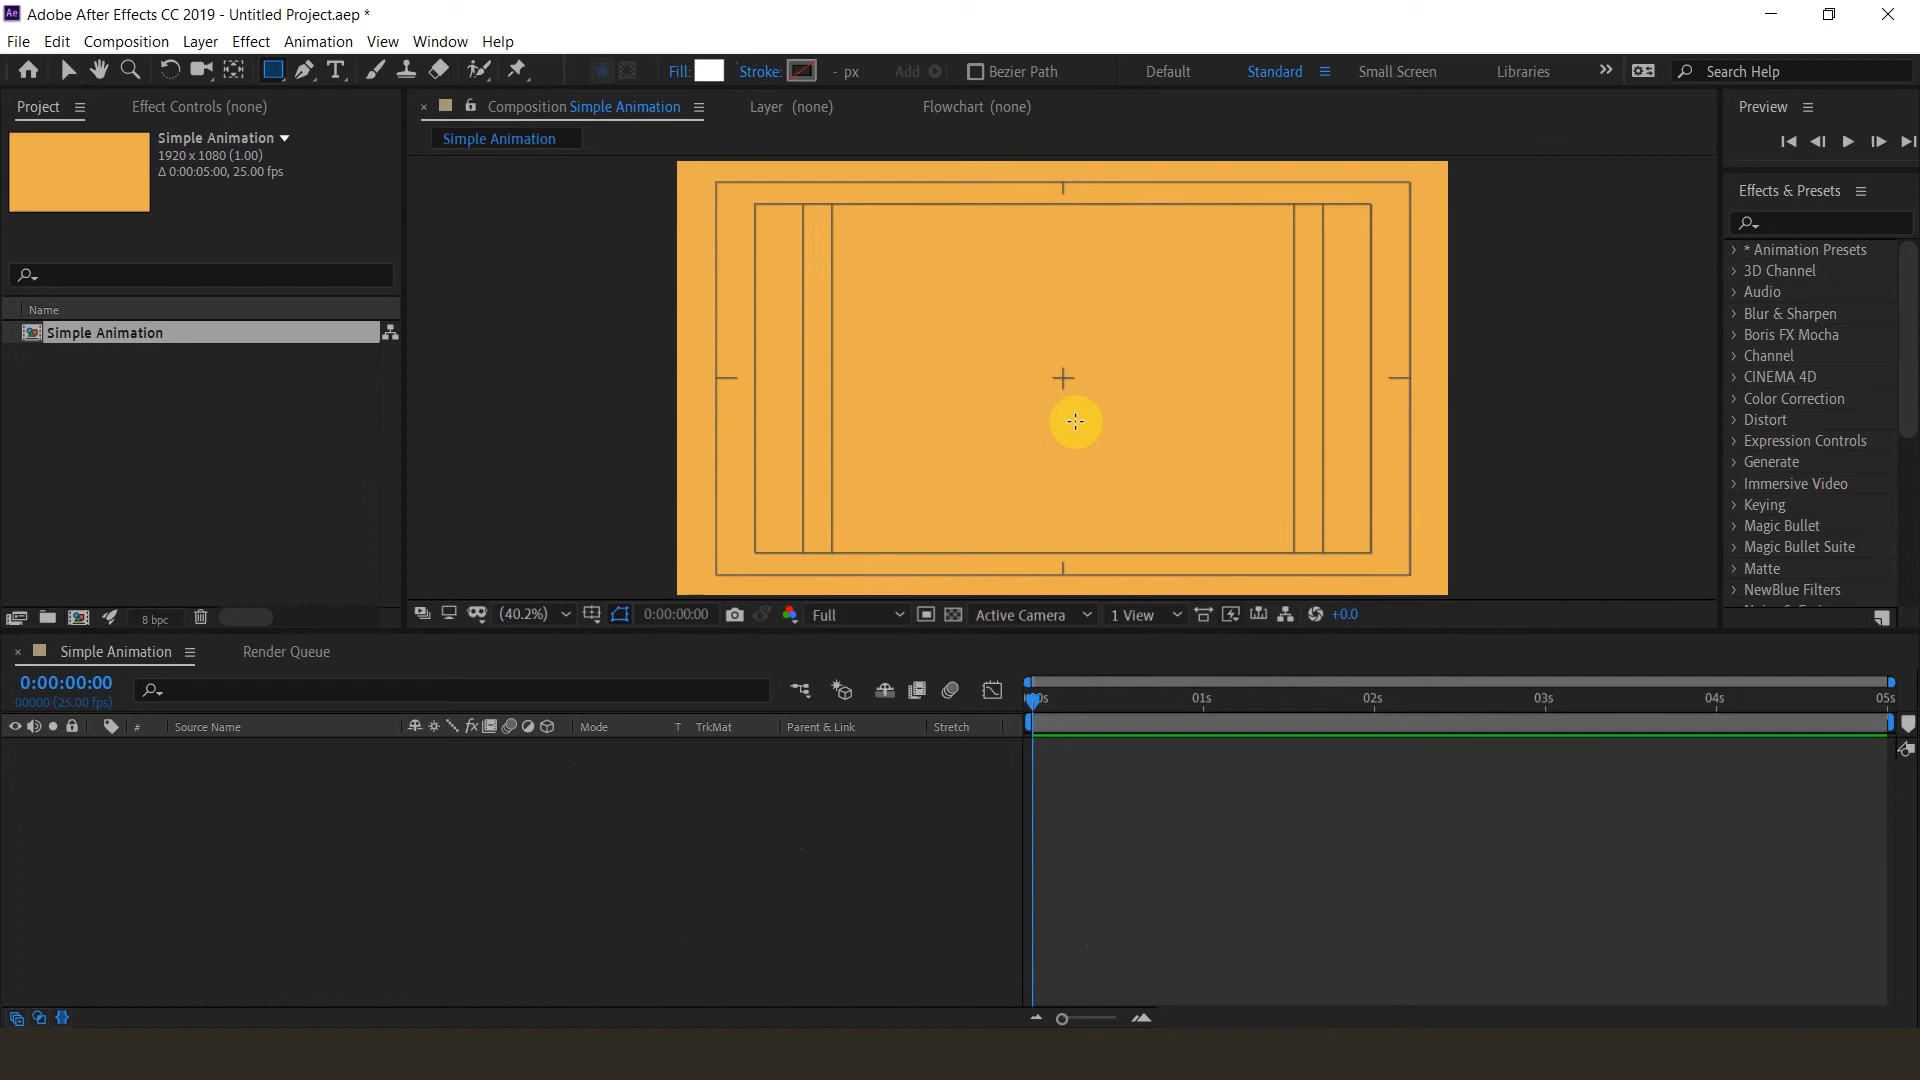 Ae Adobe After Effects CC 2019 - Untitled Project.aep *
File Edit Composition Layer Effect Animation View Window Help
Fill: Stroke: - px Add: Bezier Path Default Standard Small Screen Libraries Search Help
Project Effect Controls (none)
Composition Simple Animation Layer (none) Flowchart (none)
Preview
Simple Animation
1920 x 1080 (1.00)
Δ 0:00:05:00, 25.00 fps
Simple Animation
Effects & Presets
Name
Simple Animation
* Animation Presets
3D Channel
Audio
Blur & Sharpen
Boris FX Mocha
Channel
CINEMA 4D
Color Correction
Distort
Expression Controls
Generate
Immersive Video
Keying
Magic Bullet
Magic Bullet Suite
Matte
NewBlue Filters
8 bpc
(40.2%) 0:00:00:00 Full Active Camera 1 View +0.0
Simple Animation Render Queue
0:00:00:00
00000 (25.00 fps)
00s 01s 02s 03s 04s 05s
# Source Name fx Mode T TrkMat Parent & Link Stretch